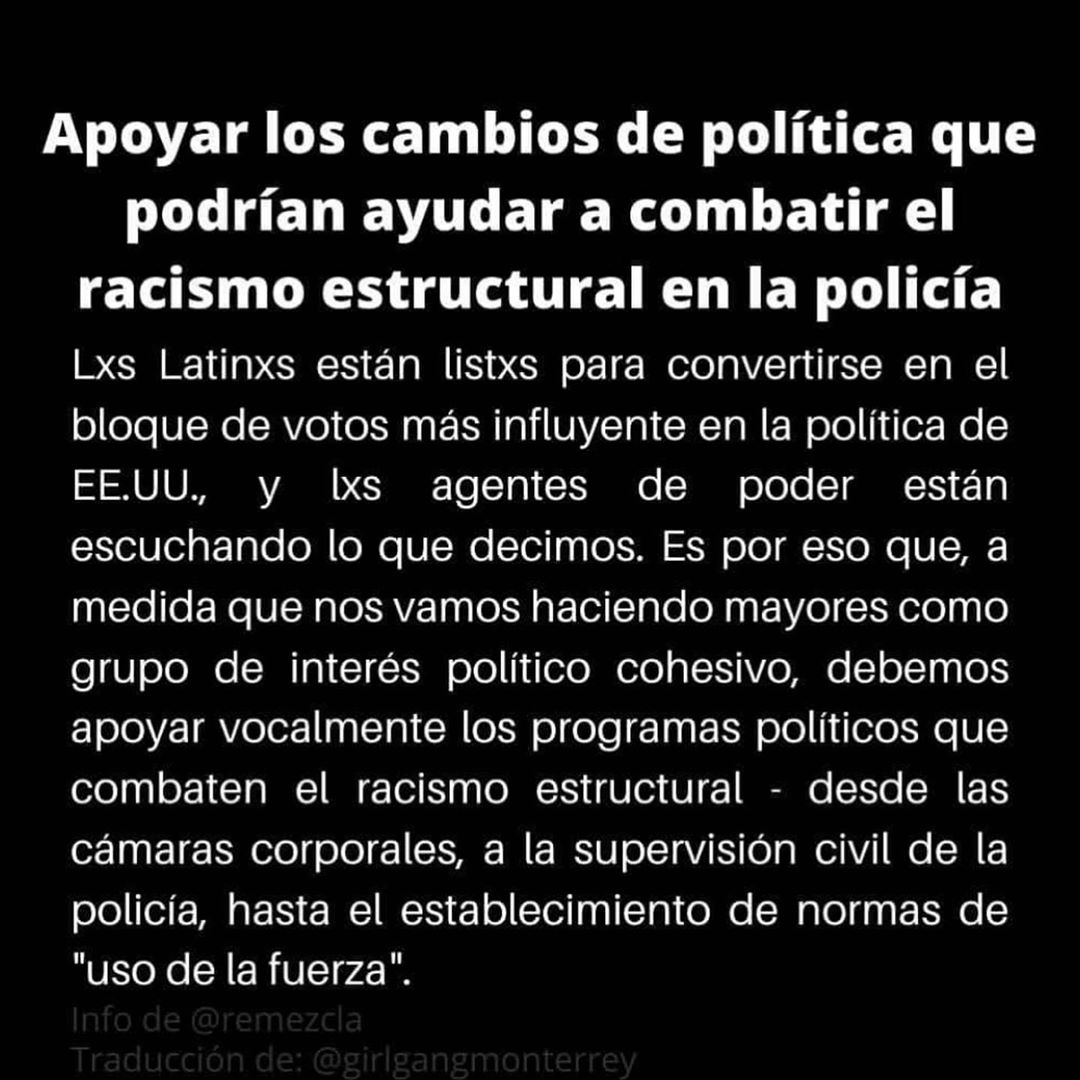 Apoyar los cambios de política que
podrían ayudar a combatir el
racismo estructural en la policía
Lxs Latinxs están listxs para convertirse en el
bloque de votos más influyente en la política de
EE.UU., y lxs agentes de poder están
escuchando lo que decimos. Es por eso que, a
medida que nos vamos haciendo mayores como
grupo de interés político cohesivo, debemos
apoyar vocalmente los programas políticos que
combaten el racismo estructural - desde las
cámaras corporales, a la supervisión civil de la
policía, hasta el establecimiento de normas de
"uso de la fuerza".
Info de @remezcla
Traducción de: @girlgangmonterrey